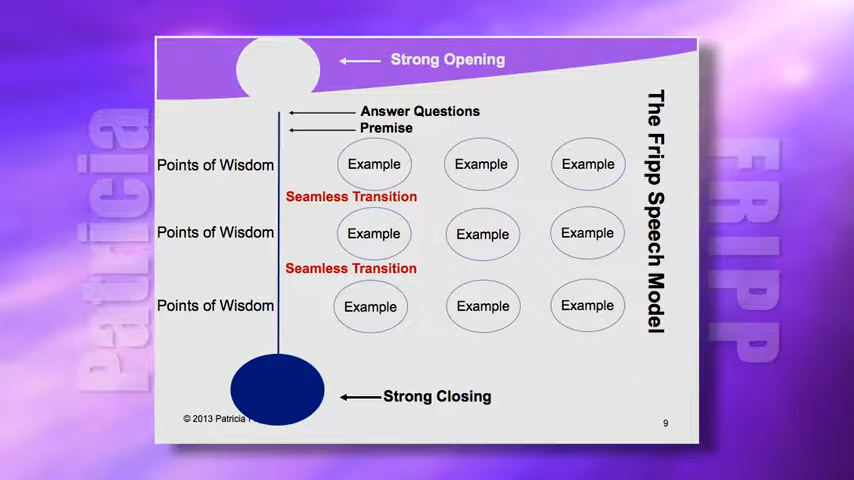 Strong Opening
Answer Questions
Premise
Points of Wisdom
Example Example Example
Seamless Transition
Points of Wisdom
Example Example Example
Seamless Transition
Points of Wisdom
Example Example Example
Strong Closing
© 2013 Patricia
9
The Fripp Speech Model
Patricia
FRIPP